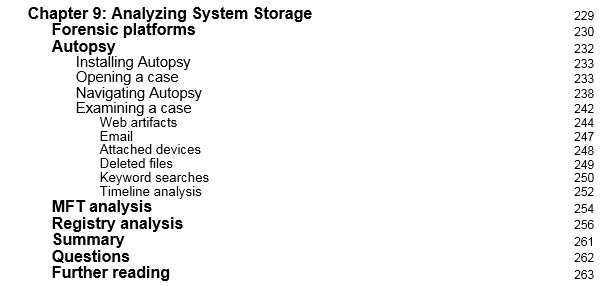 Chapter 9: Analyzing System Storage 229
Forensic platforms 230
Autopsy 232
Installing Autopsy 233
Opening a case 233
Navigating Autopsy 238
Examining a case 242
Web artifacts 244
Email 247
Attached devices 248
Deleted files 249
Keyword searches 250
Timeline analysis 252
MFT analysis 254
Registry analysis 256
Summary 261
Questions 262
Further reading 263